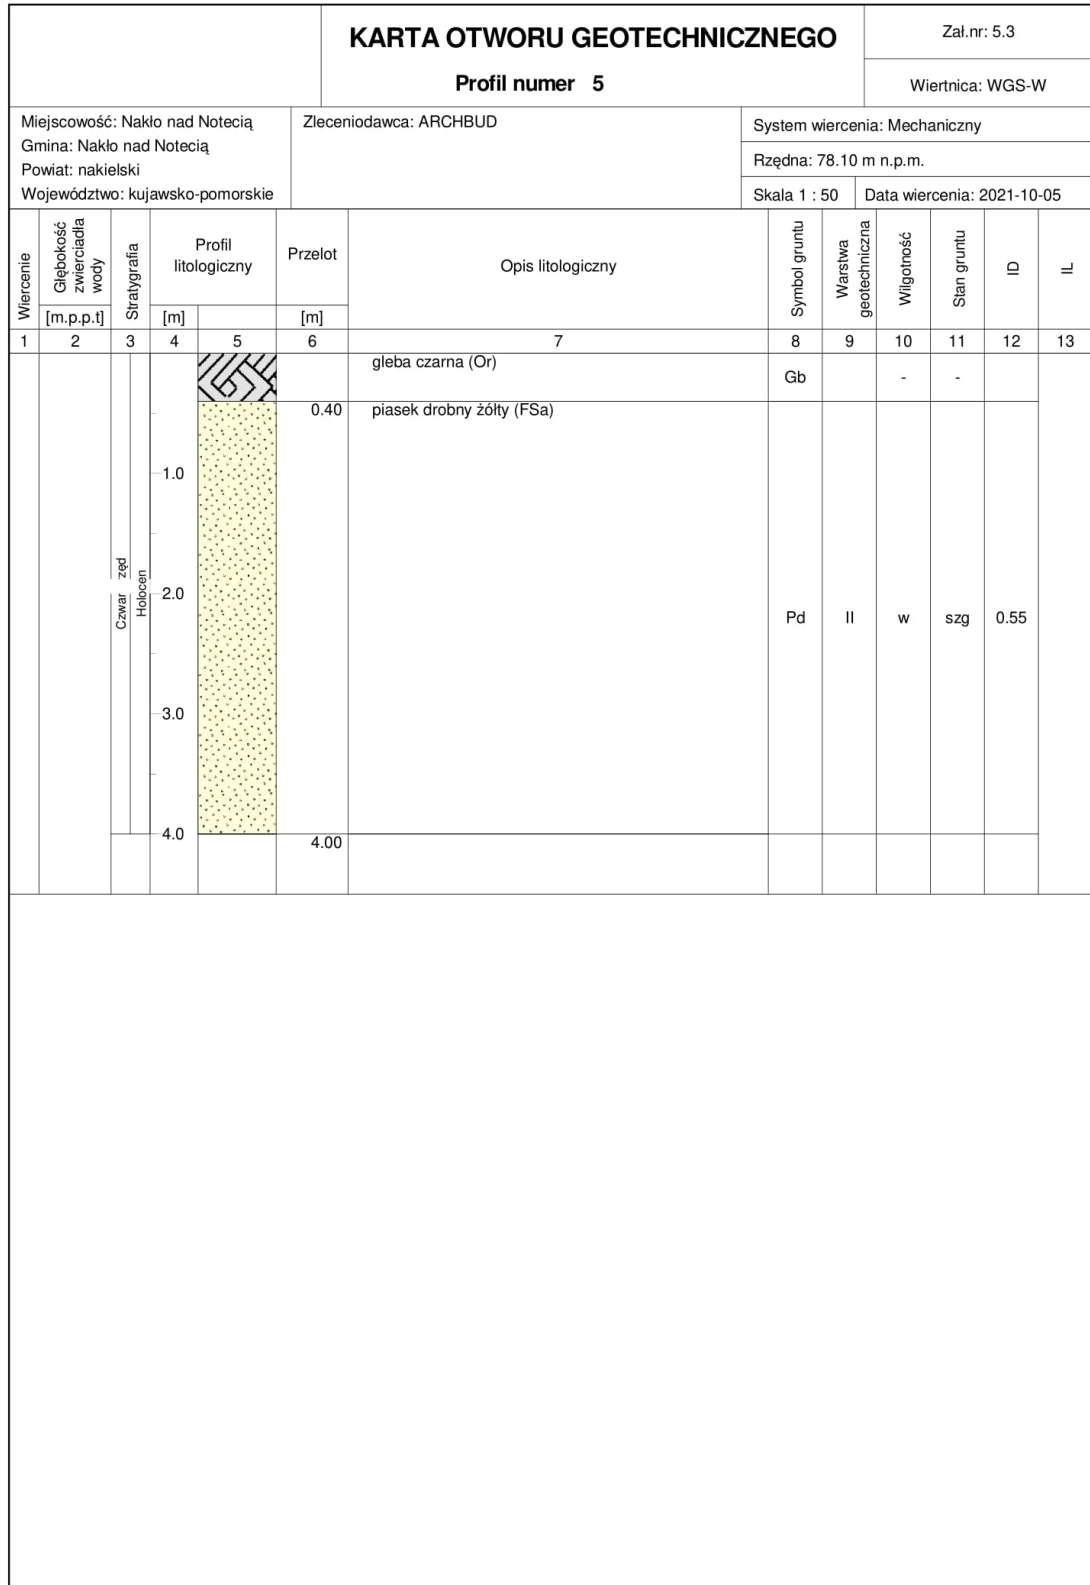 KARTA OTWORU GEOTECHNICZNEGO
Profil numer 5
Zał.nr: 5.3
Wiertnica: WGS-W
Miejscowość: Nakło nad Notecią
Gmina: Nakło nad Notecią
Powiat: nakielski
Województwo: kujawsko-pomorskie
Zleceniodawca: ARCHBUD
System wiercenia: Mechaniczny
Rzędna: 78.10 m n.p.m.
Skala 1 : 50 Data wiercenia: 2021-10-05
Wiercenie
Głębokość
zwierciadła
wody
[m.p.p.t]
Stratygrafia
Profil
litologiczny
[m]
Przelot
[m]
Opis litologiczny
Symbol gruntu
Warstwa
geotechniczna
Wilgotność
Stan gruntu
ID
IL
1 2 3 4 5 6 7 8 9 10 11 12 13
gleba czarna (Or)
Gb - -
0.40 piasek drobny żółty (FSa)
1.0
Czwar zęd
Holocen
2.0
Pd II w szg 0.55
3.0
4.0
4.00